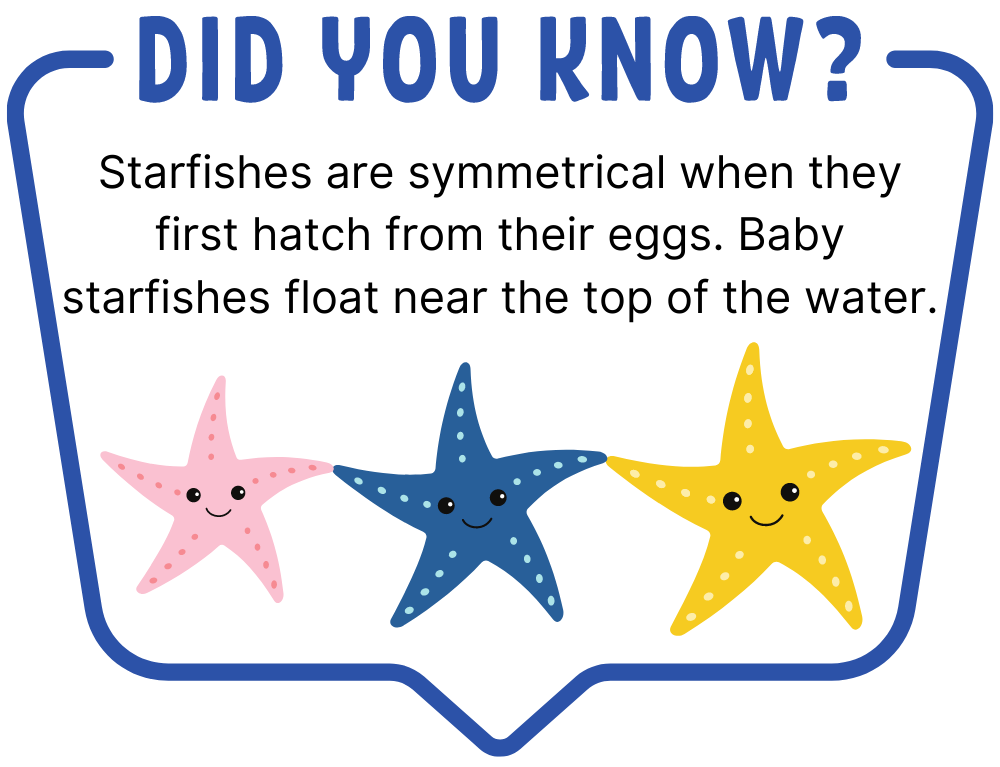 DID YOU KNOW?
Starfishes are symmetrical when they
first hatch from their eggs. Baby
starfishes float near the top of the water.